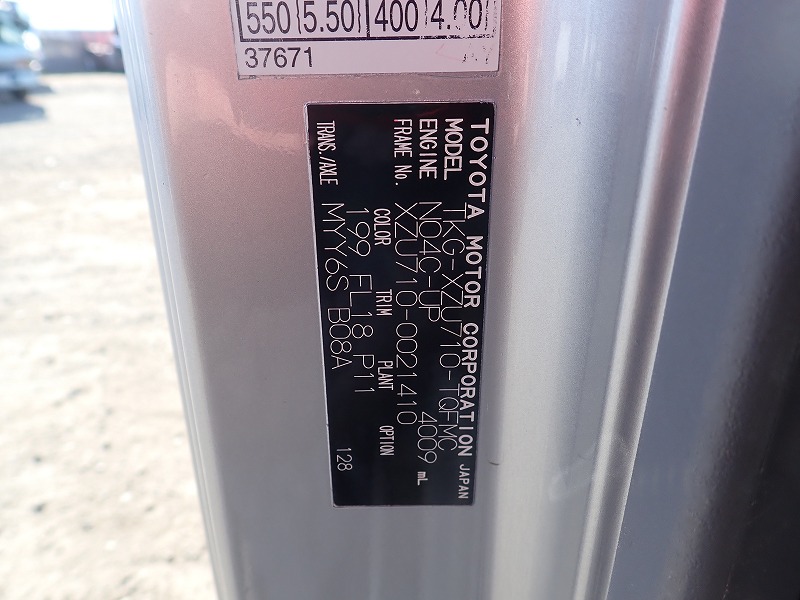 550 5.50 400 4.00
37671
TOYOTA MOTOR CORPORATION JAPAN
MODEL TKG-XZU710-TQFMC
ENGINE N04C-UP 4009 mL
FRAME No. XZU710-0021410
COLOR TRIM PLANT OPTION
199 FL18 P11
TRANS./AXLE MYY6S B08A 128